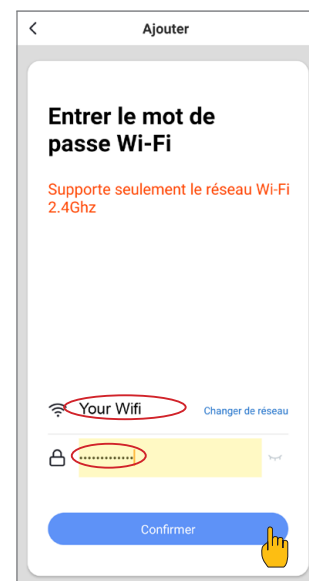 Ajouter
Entrer le mot de
passe Wi-Fi
Supporte seulement le réseau Wi-Fi
2.4Ghz
Your Wifi
Changer de réseau
•••••••••••••
Confirmer